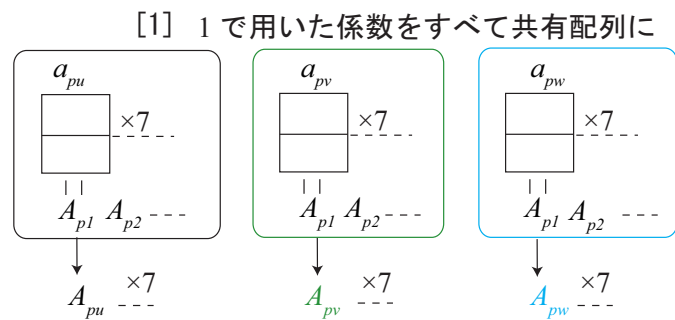 [1] 1で用いた係数をすべて共有配列に
a_pu a_pv a_pw
×7 ×7 ×7
A_p1 A_p2 --- A_p1 A_p2 --- A_p1 A_p2 ---
×7 ×7 ×7
A_pu --- A_pv --- A_pw ---